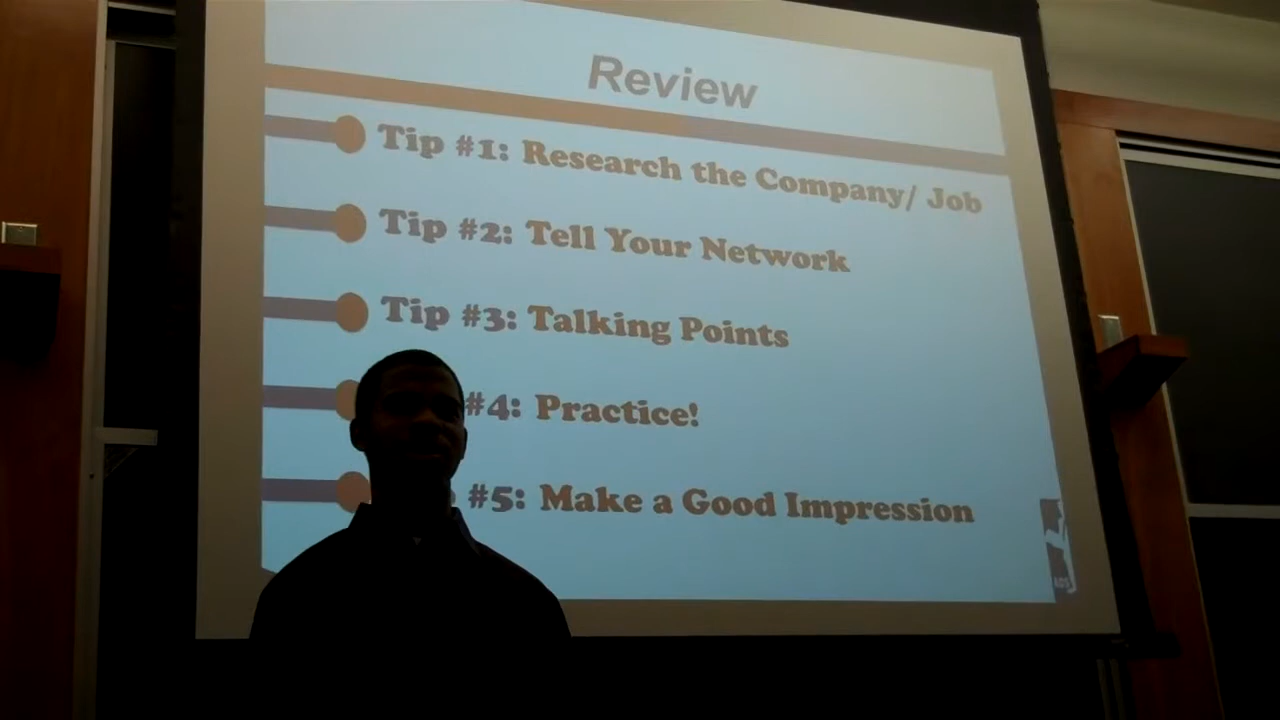 Review
Tip #1: Research the Company/ Job
Tip #2: Tell Your Network
Tip #3: Talking Points
#4: Practice!
#5: Make a Good Impression